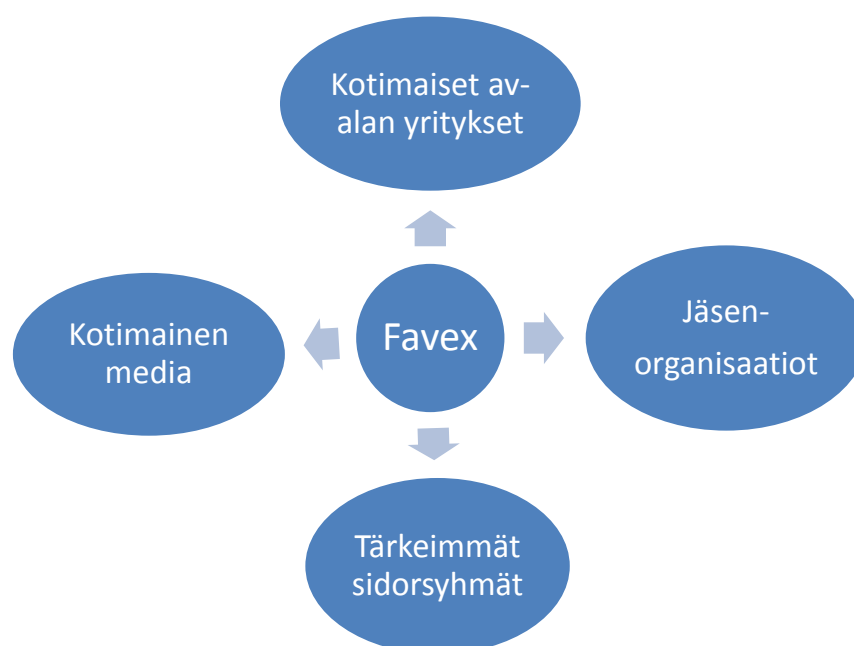 Kotimaiset av-
alan yritykset
Kotimainen
media
Favex
Jäsen-
organisaatiot
Tärkeimmät
sidorsyhmät